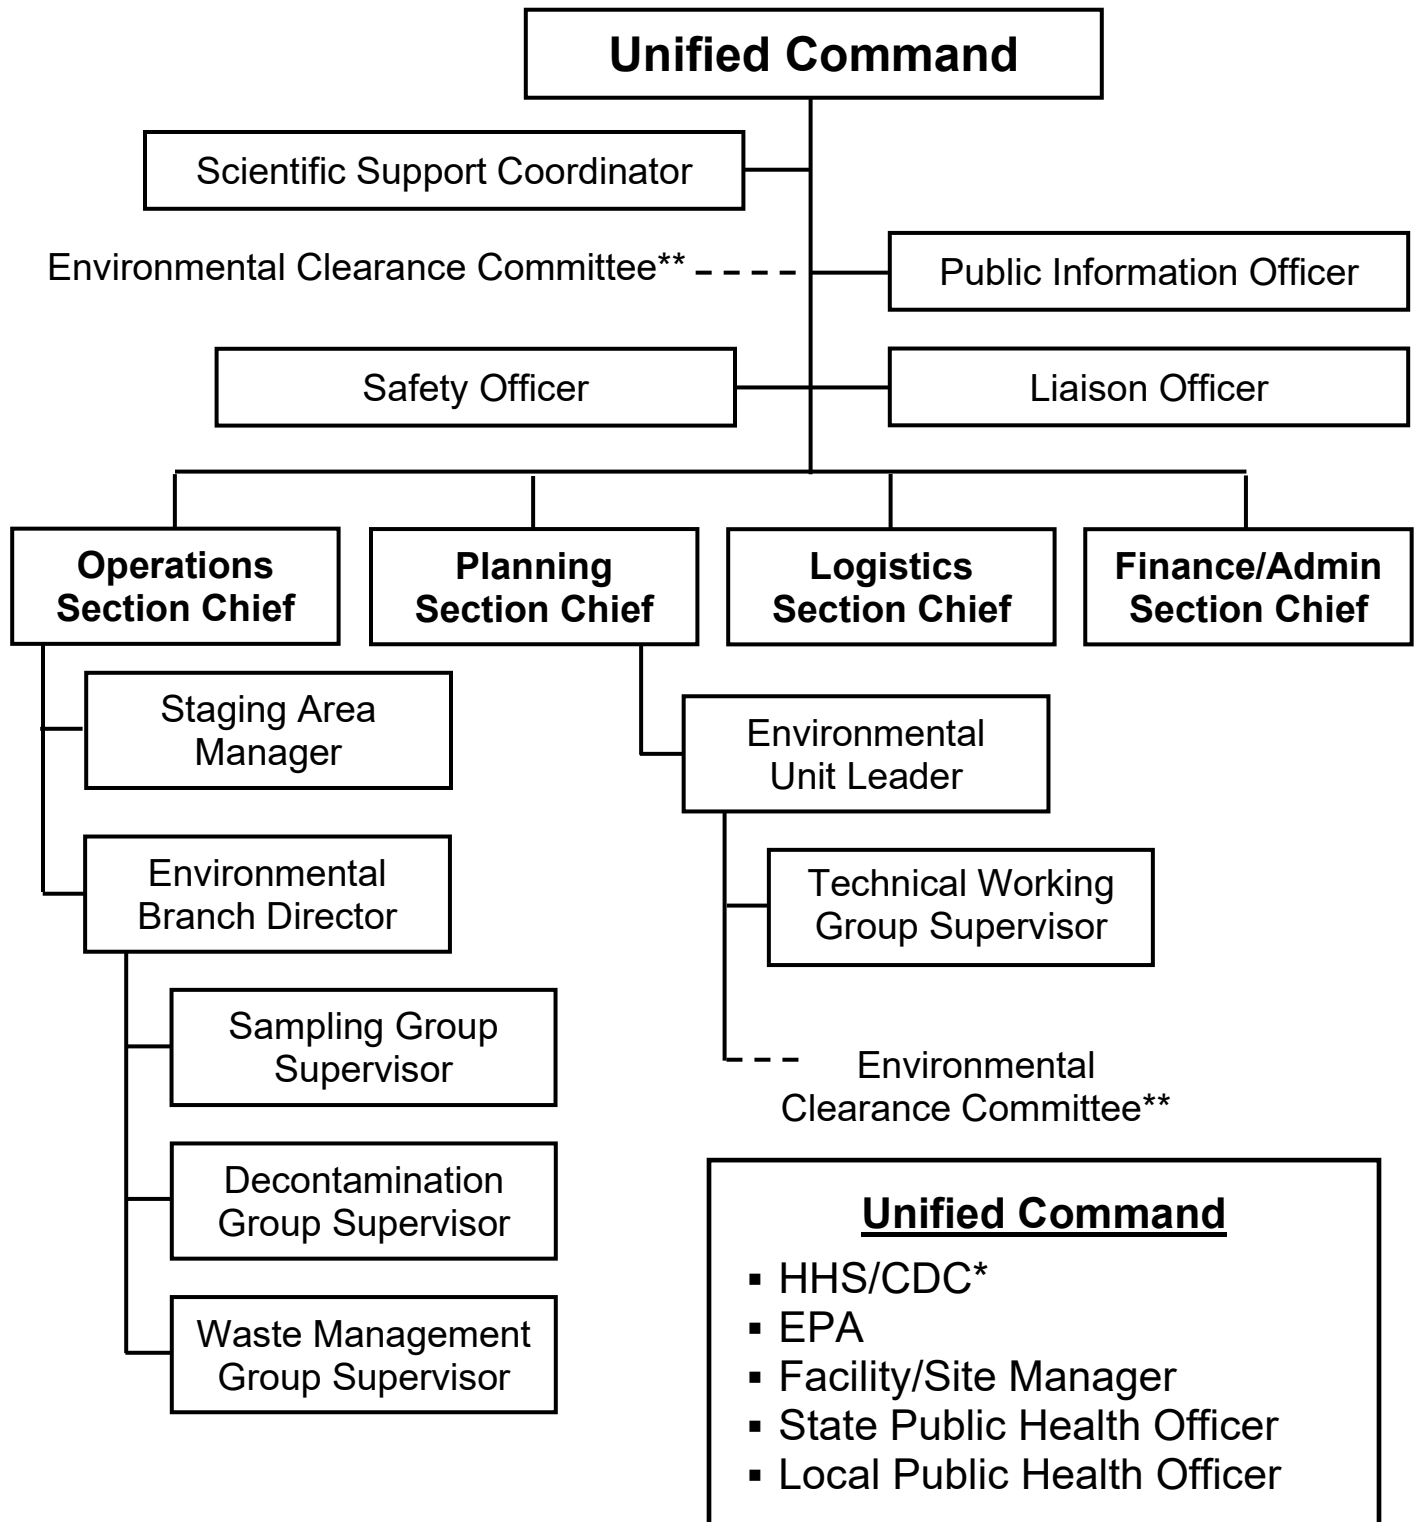 Unified Command
Scientific Support Coordinator
Environmental Clearance Committee**
Public Information Officer
Safety Officer
Liaison Officer
Operations
Section Chief
Planning
Section Chief
Logistics
Section Chief
Finance/Admin
Section Chief
Staging Area
Manager
Environmental
Branch Director
Sampling Group
Supervisor
Decontamination
Group Supervisor
Waste Management
Group Supervisor
Environmental
Unit Leader
Technical Working
Group Supervisor
Environmental
Clearance Committee**
Unified Command
▪ HHS/CDC*
▪ EPA
▪ Facility/Site Manager
▪ State Public Health Officer
▪ Local Public Health Officer